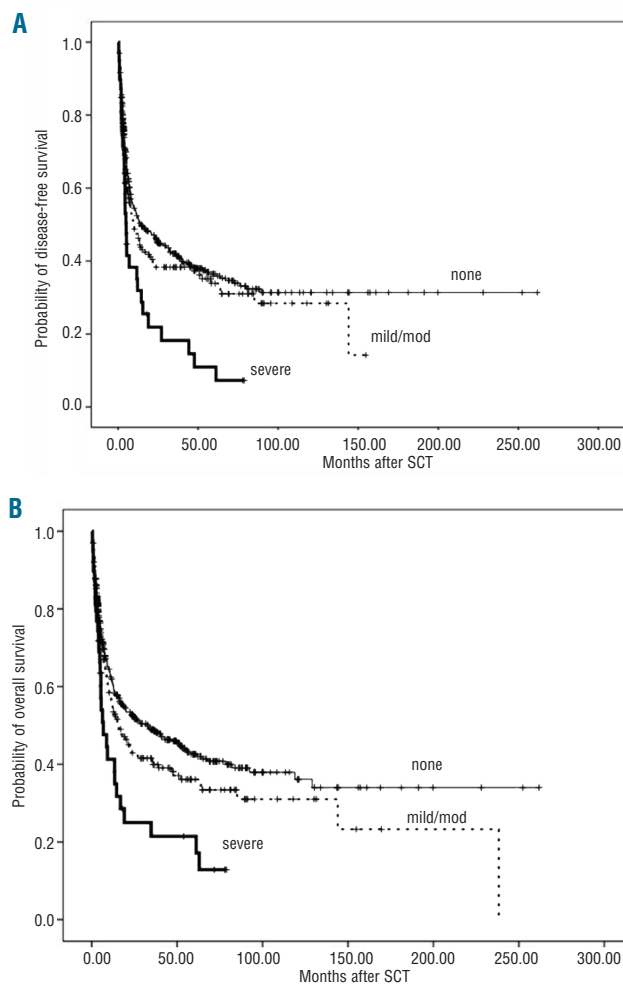 A
Probability of disease-free survival
1.0
0.8
0.6
0.4
0.2
0.0
none
mild/mod
severe
0.00 50.00 100.00 150.00 200.00 250.00 300.00
Months after SCT
B
Probability of overall survival
1.0
0.8
0.6
0.4
0.2
0.0
none
mild/mod
severe
0.00 50.00 100.00 150.00 200.00 250.00 300.00
Months after SCT